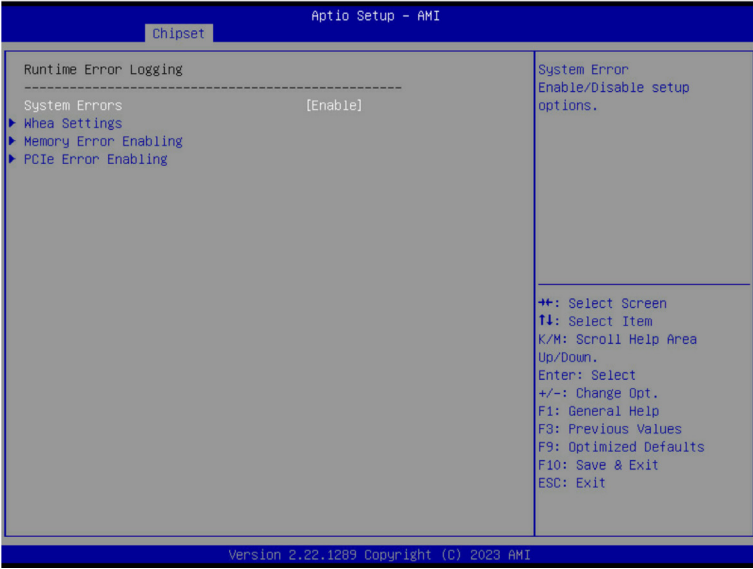 Aptio Setup – AMI
Chipset
Runtime Error Logging
--------------------------------------------------
System Errors [Enable]
Whea Settings
Memory Error Enabling
PCIe Error Enabling
System Error
Enable/Disable setup
options.
→←: Select Screen
↑↓: Select Item
K/M: Scroll Help Area
Up/Down.
Enter: Select
+/-: Change Opt.
F1: General Help
F3: Previous Values
F9: Optimized Defaults
F10: Save & Exit
ESC: Exit
Version 2.22.1289 Copyright (C) 2023 AMI